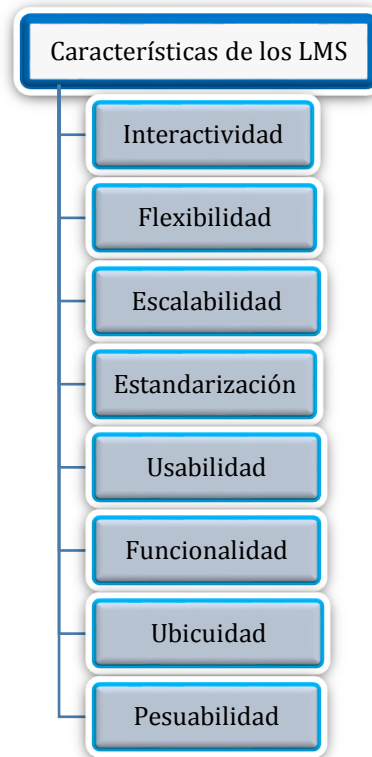 Características de los LMS
Interactividad
Flexibilidad
Escalabilidad
Estandarización
Usabilidad
Funcionalidad
Ubicuidad
Pesuabilidad